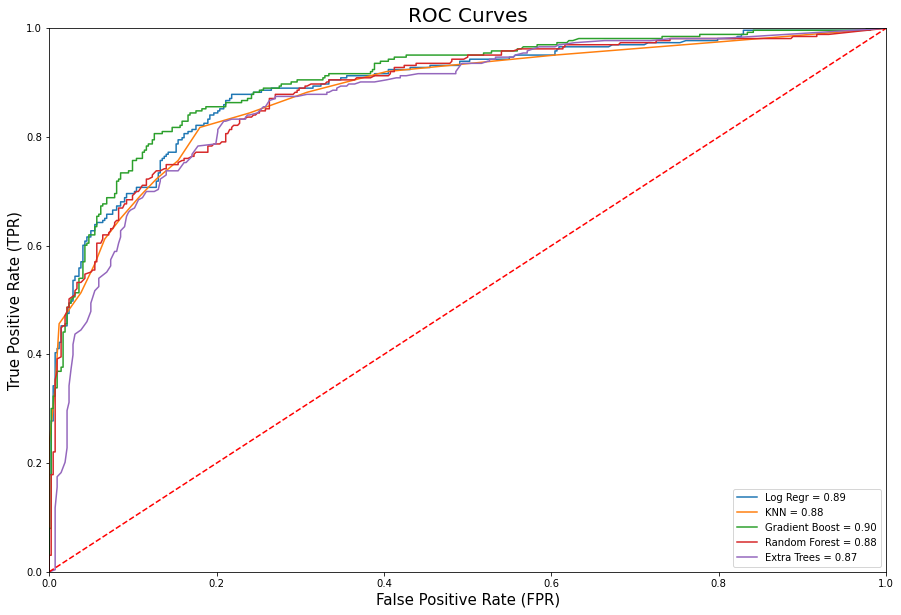 ROC Curves
True Positive Rate (TPR)
1.0
0.8
0.6
0.4
0.2
0.0
Log Regr = 0.89
KNN = 0.88
Gradient Boost = 0.90
Random Forest = 0.88
Extra Trees = 0.87
0.0 0.2 0.4 0.6 0.8 1.0
False Positive Rate (FPR)